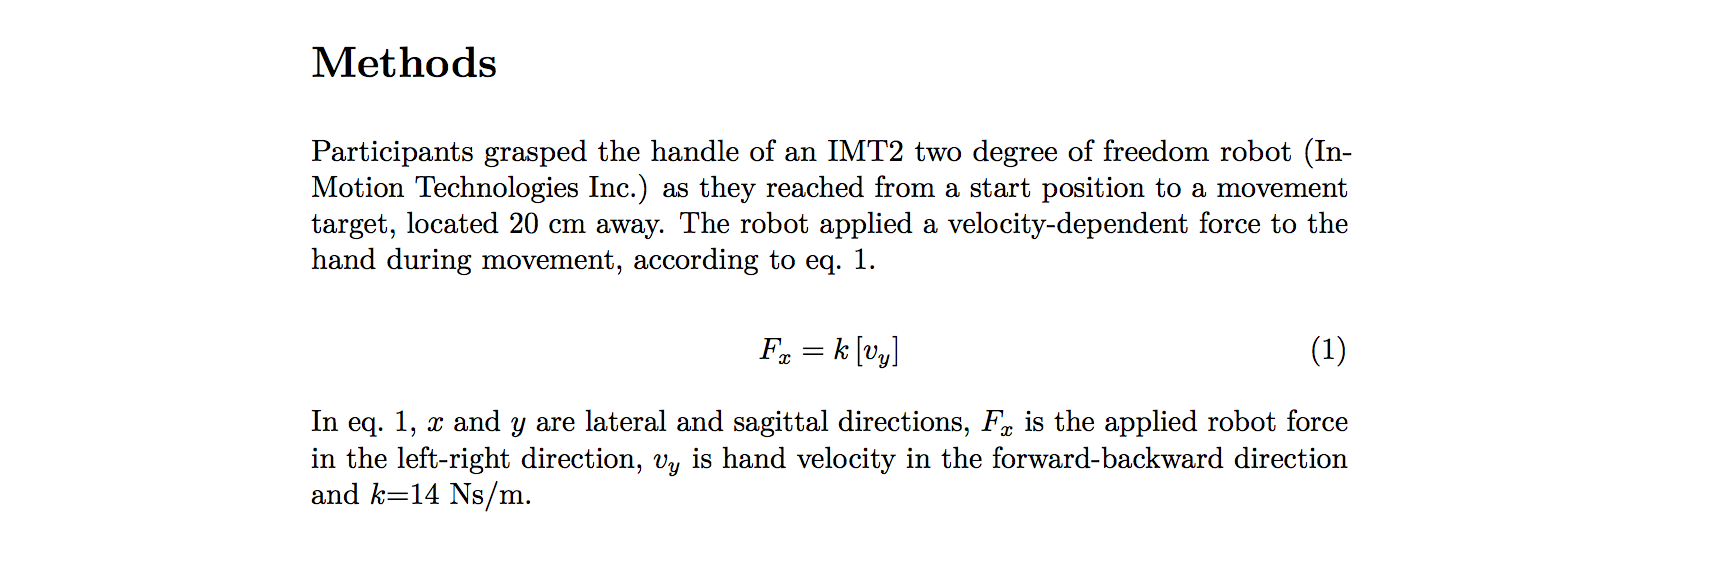 Methods
Participants grasped the handle of an IMT2 two degree of freedom robot (In-
Motion Technologies Inc.) as they reached from a start position to a movement
target, located 20 cm away. The robot applied a velocity-dependent force to the
hand during movement, according to eq. 1.
F_x = k [v_y] (1)
In eq. 1, x and y are lateral and sagittal directions, F_x is the applied robot force
in the left-right direction, v_y is hand velocity in the forward-backward direction
and k=14 Ns/m.